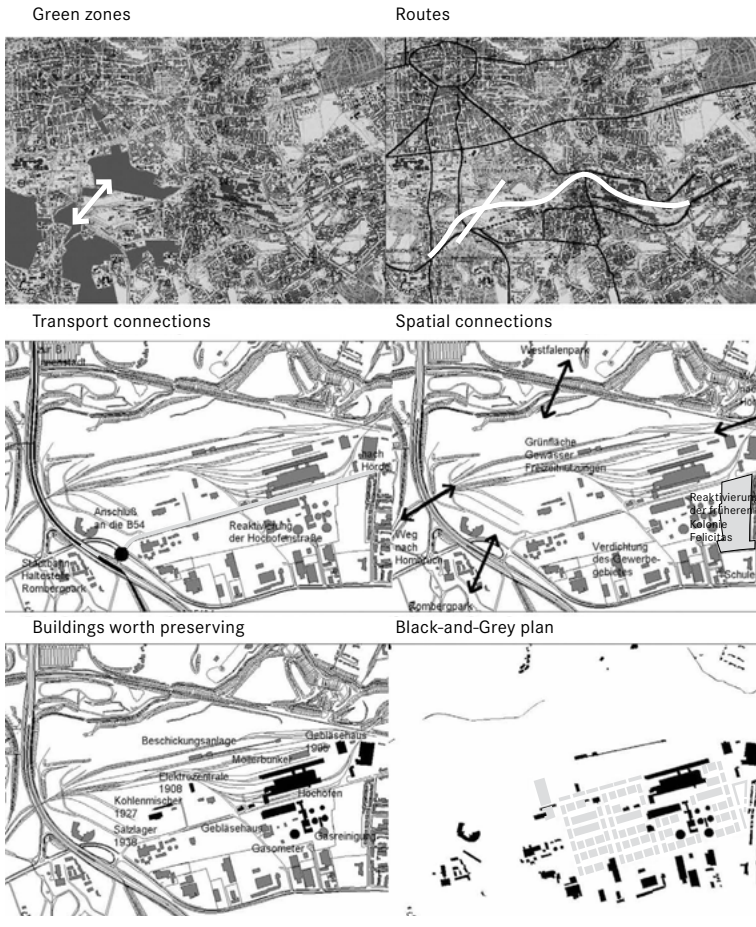 Green zones
Routes
Transport connections
Spatial connections
zur B1
Anschluß
an die B54
Reaktivierung
der Hochofenstraße
nach
Hörde
Stadtbahn
Haltestelle
Rombergpark
Westfalenpark
Grünfläche
Gewässer
Freizeitnutzungen
Weg
nach
Hombruch
Verdichtung
des Gewerbe-
gebietes
Rombergpark
Reaktivierung
der früheren
Kolonie
Felicitas
Schule
Buildings worth preserving
Black-and-Grey plan
Beschickungsanlage
Gebläsehaus
Möllerbunker
Elektrozentrale
1908
Kohlenmischer
1927
Salzlager
1938
Hochofen
Gebläsehaus
Gasreinigung
Gasometer